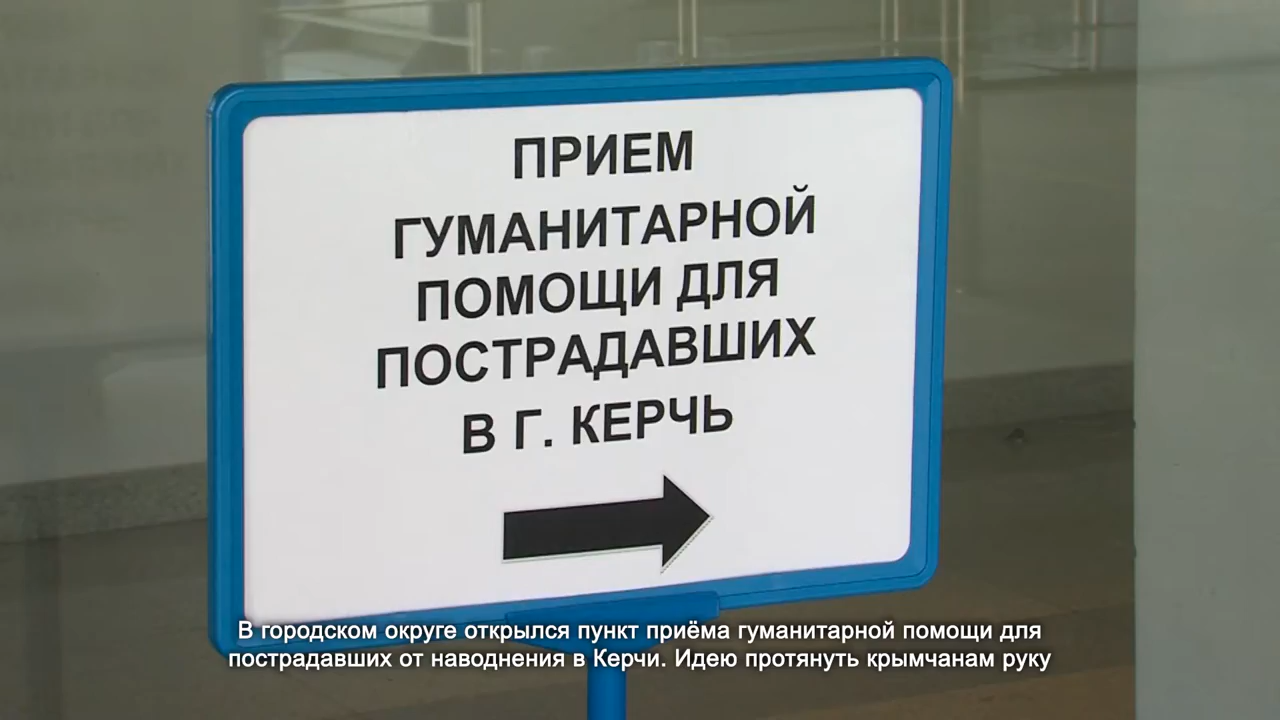 ПРИЕМ
ГУМАНИТАРНОЙ
ПОМОЩИ ДЛЯ
ПОСТРАДАВШИХ
В Г. КЕРЧЬ
В городском округе открылся пункт приёма гуманитарной помощи для
пострадавших от наводнения в Керчи. Идею протянуть крымчанам руку